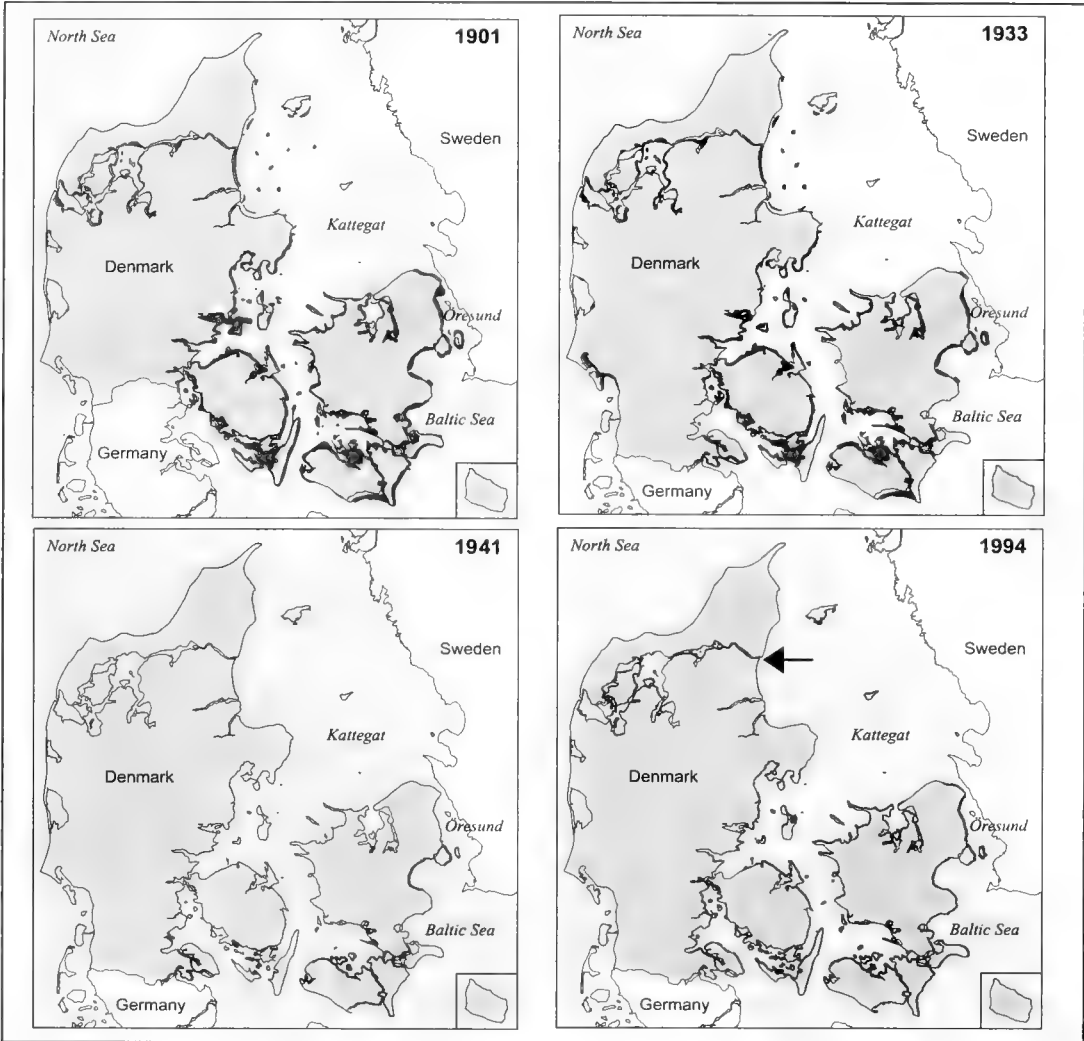 North Sea
1901
Sweden
Kattegat
Denmark
Öresund
Baltic Sea
Germany
North Sea
1933
Sweden
Kattegat
Denmark
Öresund
Baltic Sea
Germany
North Sea
1941
Sweden
Kattegat
Denmark
Öresund
Baltic Sea
Germany
North Sea
1994
Sweden
Kattegat
Denmark
Öresund
Baltic Sea
Germany